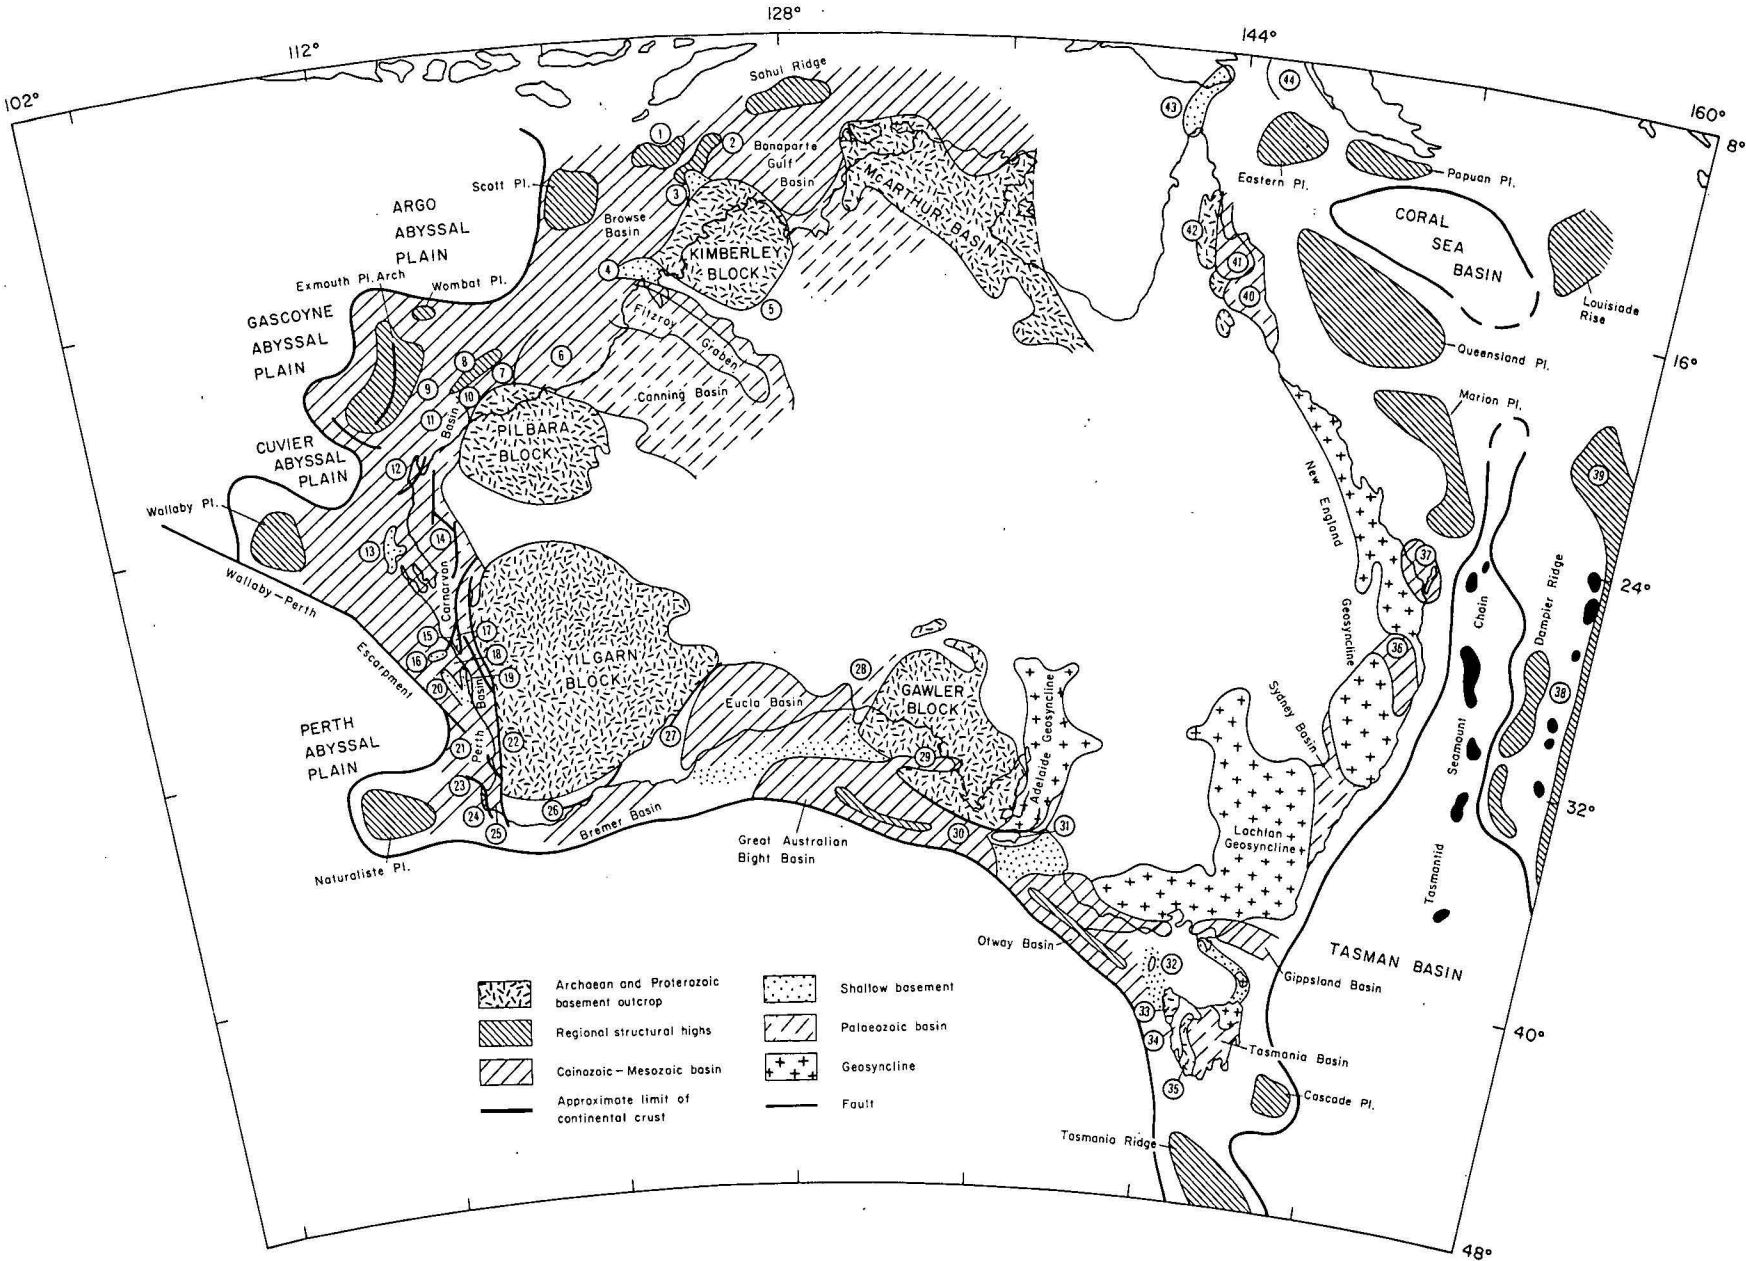 102°
112°
128°
144°
160°
8°
16°
24°
32°
40°
48°
Sahul Ridge
1
2
Bonaparte
Gulf
Basin
3
Scott Pl.
Browse
Basin
ARGO
ABYSSAL
PLAIN
4
KIMBERLEY
BLOCK
5
McARTHUR BASIN
43
44
Eastern Pl.
Papuan Pl.
CORAL
SEA
BASIN
Louisiade
Rise
42
41
40
Queensland Pl.
Marion Pl.
Exmouth Pl. Arch
Wombat Pl.
GASCOYNE
ABYSSAL
PLAIN
Fitzroy
Graben
Canning Basin
6
7
8
9
10
11
PILBARA
BLOCK
CUVIER
ABYSSAL
PLAIN
12
Wallaby Pl.
13
14
Carnarvon
Basin
Wallaby-Perth
Escarpment
15
16
17
18
19
20
YILGARN
BLOCK
Perth
Basin
PERTH
ABYSSAL
PLAIN
21
22
23
24
25
26
Naturaliste Pl.
Bremer Basin
27
Eucla Basin
28
GAWLER
BLOCK
29
Adelaide Geosyncline
Great Australian
Bight Basin
30
31
New England
Geosyncline
37
36
Sydney Basin
Lachlan
Geosyncline
39
Dampier Ridge
38
Chain
Seamount
Tasmantid
TASMAN BASIN
Otway Basin
32
Gippsland Basin
33
34
35
Tasmania Basin
Cascade Pl.
Tasmania Ridge
Archaean and Proterozoic
basement outcrop
Regional structural highs
Cainozoic-Mesozoic basin
Approximate limit of
continental crust
Shallow basement
Palaeozoic basin
Geosyncline
Fault